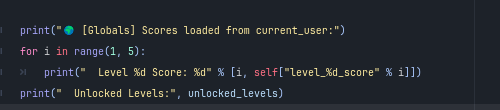 print("🌍 [Globals] Scores loaded from current_user:")
for i in range(1, 5):
print("  Level %d Score: %d" % [i, self["level_%d_score" % i]])
print("  Unlocked Levels:", unlocked_levels)